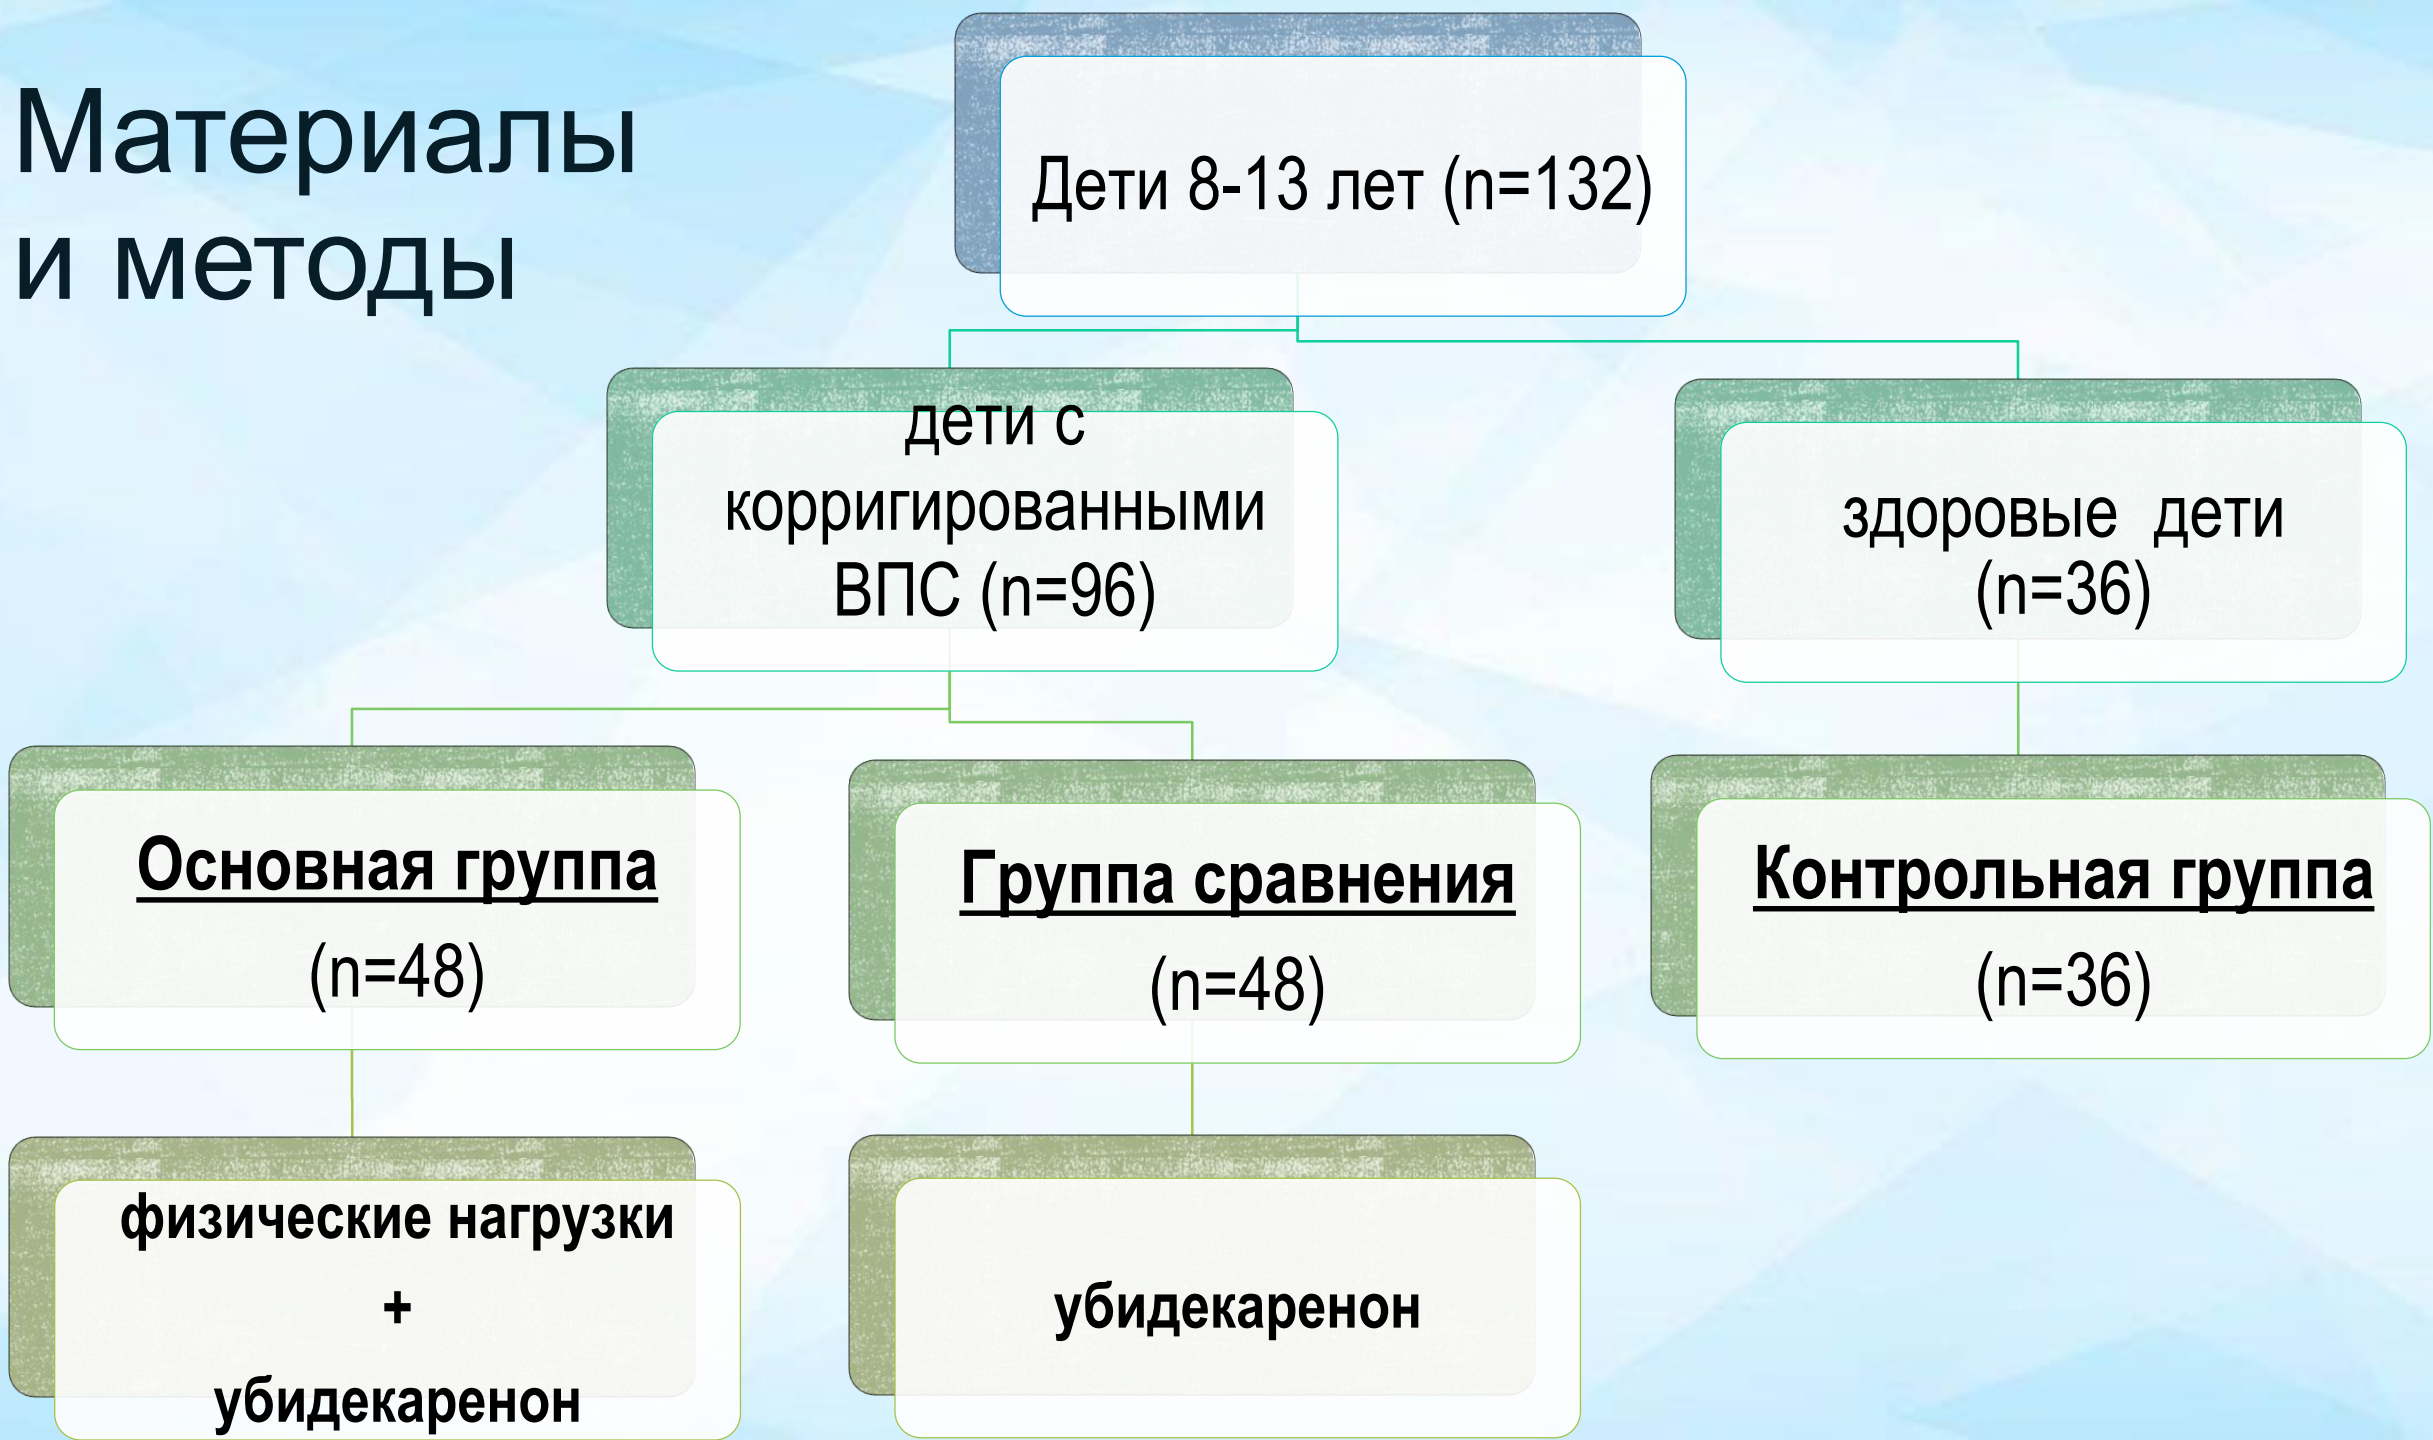 Материалы
и методы
Дети 8-13 лет (n=132)
дети с
корригированными
ВПС (n=96)
здоровые дети
(n=36)
Основная группа
(n=48)
Группа сравнения
(n=48)
Контрольная группа
(n=36)
физические нагрузки
+
убидекаренон
убидекаренон